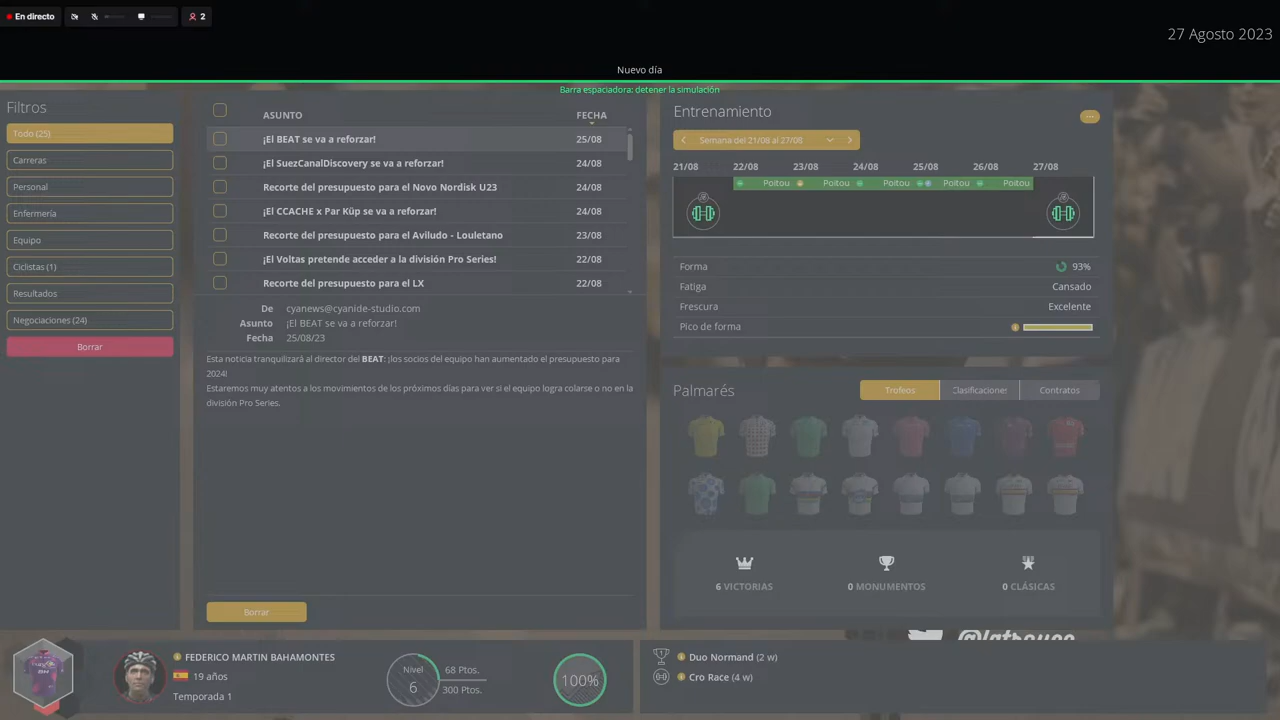 En directo
2
27 Agosto 2023
Nuevo día
Barra espaciadora: detener la simulación
Filtros
Todo (25)
Carreras
Personal
Enfermería
Equipo
Ciclistas (1)
Resultados
Negociaciones (24)
Borrar
ASUNTO FECHA
¡El BEAT se va a reforzar! 25/08
¡El SuezCanalDiscovery se va a reforzar! 24/08
Recorte del presupuesto para el Novo Nordisk U23 24/08
¡El CCACHE x Par Küp se va a reforzar! 24/08
Recorte del presupuesto para el Aviludo - Louletano 23/08
¡El Voltas pretende acceder a la división Pro Series! 22/08
Recorte del presupuesto para el LX 22/08
De cyanews@cyanide-studio.com
Asunto ¡El BEAT se va a reforzar!
Fecha 25/08/23
Esta noticia tranquilizará al director del BEAT: ¡los socios del equipo han aumentado el presupuesto para
2024!
Estaremos muy atentos a los movimientos de los próximos días para ver si el equipo logra colarse o no en la
división Pro Series.
Borrar
Entrenamiento
Semana del 21/08 al 27/08
21/08 22/08 23/08 24/08 25/08 26/08 27/08
Poitou Poitou Poitou Poitou Poitou
Forma 93%
Fatiga Cansado
Frescura Excelente
Pico de forma
Palmarés
Trofeos Clasificaciones Contratos
6 VICTORIAS 0 MONUMENTOS 0 CLÁSICAS
FEDERICO MARTIN BAHAMONTES
19 años
Temporada 1
Nivel
6
68 Ptos.
300 Ptos.
100%
Duo Normand (2 w)
Cro Race (4 w)